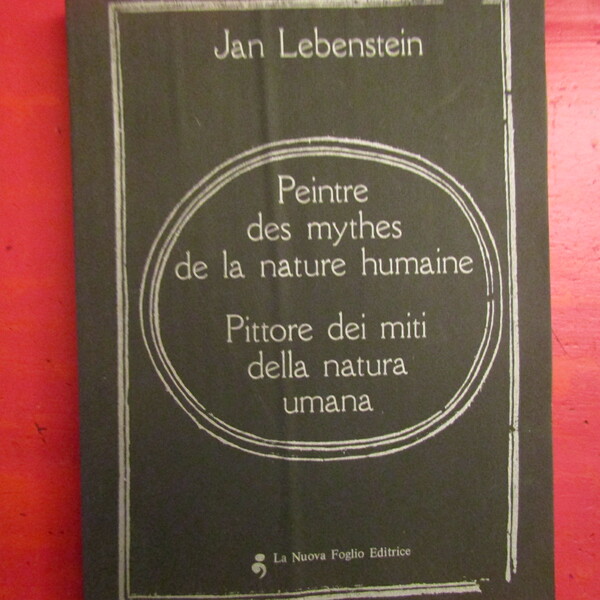 Jan Lebenstein
Peintre
des mythes
de la nature humaine
Pittore dei miti
della natura
umana
La Nuova Foglio Editrice